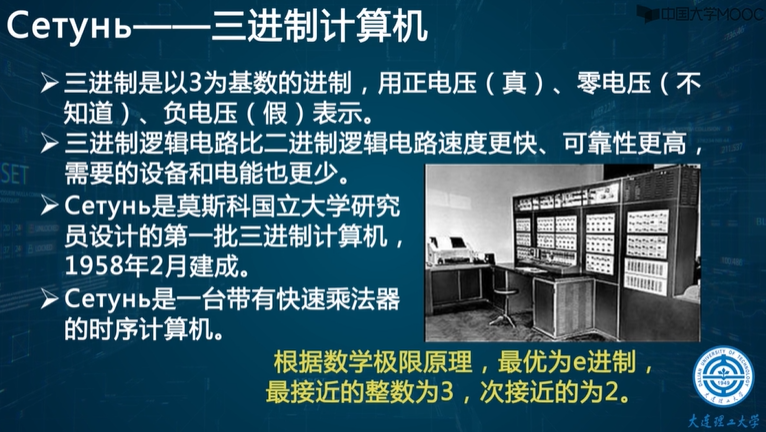 Сетунь——三进制计算机
中国大学MOOC
三进制是以3为基数的进制，用正电压（真）、零电压（不
知道）、负电压（假）表示。
三进制逻辑电路比二进制逻辑电路速度更快、可靠性更高，
需要的设备和电能也更少。
SET
Сетунь是莫斯科国立大学研究
员设计的第一批三进制计算机，
1958年2月建成。
Сетунь是一台带有快速乘法器
的时序计算机。
根据数学极限原理，最优为e进制，
最接近的整数为3，次接近的为2。
DALIAN UNIVERSITY OF TECHNOLOGY
1949
大连理工大学